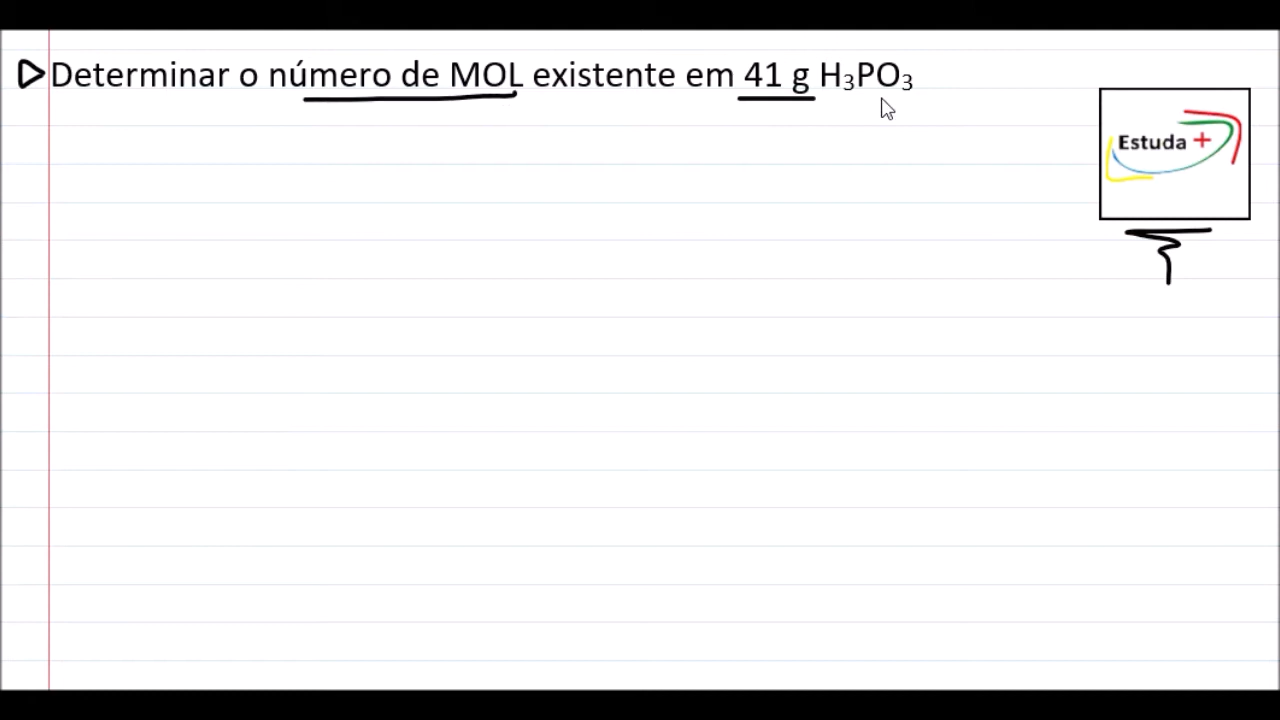 Determinar o número de MOL existente em 41 g H₃PO₃
Estuda +